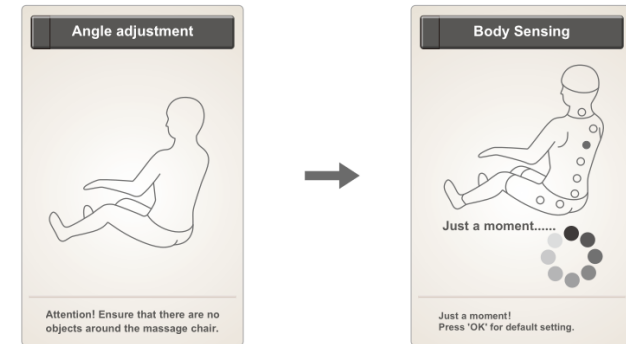 Angle adjustment
Attention! Ensure that there are no
objects around the massage chair.
Body Sensing
Just a moment......
Just a moment!
Press 'OK' for default setting.